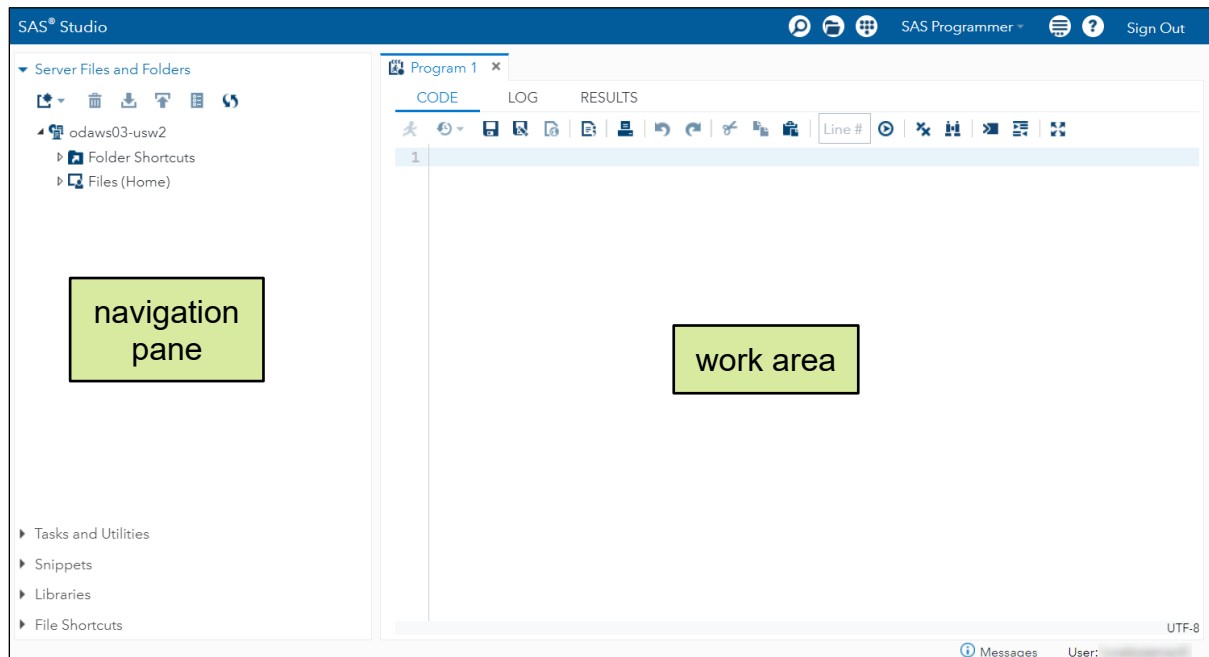 SAS® Studio
SAS Programmer
Sign Out
Server Files and Folders
odaws03-usw2
Folder Shortcuts
Files (Home)
navigation
pane
Tasks and Utilities
Snippets
Libraries
File Shortcuts
Program 1
CODE LOG RESULTS
Line #
1
work area
UTF-8
Messages User: